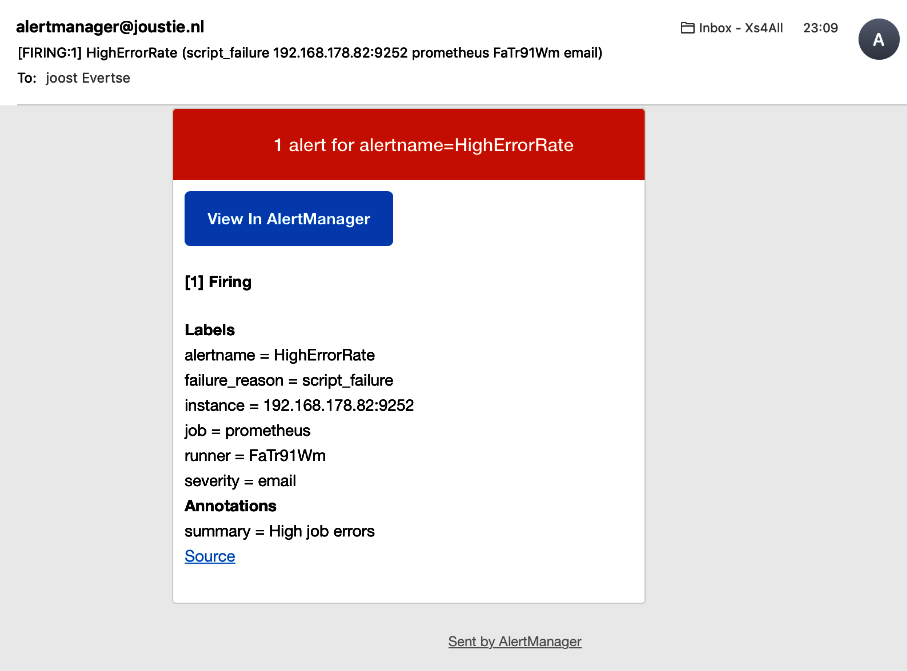 alertmanager@joustie.nl
Inbox - Xs4All 23:09
A
[FIRING:1] HighErrorRate (script_failure 192.168.178.82:9252 prometheus FaTr91Wm email)
To: joost Evertse
1 alert for alertname=HighErrorRate
View In AlertManager
[1] Firing
Labels
alertname = HighErrorRate
failure_reason = script_failure
instance = 192.168.178.82:9252
job = prometheus
runner = FaTr91Wm
severity = email
Annotations
summary = High job errors
Source
Sent by AlertManager